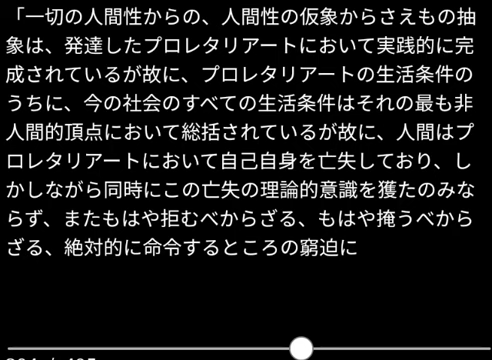 「一切の人間性からの、人間性の仮象からさえもの抽
象は、発達したプロレタリアートにおいて実践的に完
成されているが故に、プロレタリアートの生活条件の
うちに、今の社会のすべての生活条件はそれの最も非
人間的頂点において総括されているが故に、人間はプ
ロレタリアートにおいて自己自身を亡失しており、し
かしながら同時にこの亡失の理論的意識を獲たのみな
らず、またもはや拒むべからざる、もはや掩うべから
ざる、絶対的に命令するところの窮迫に